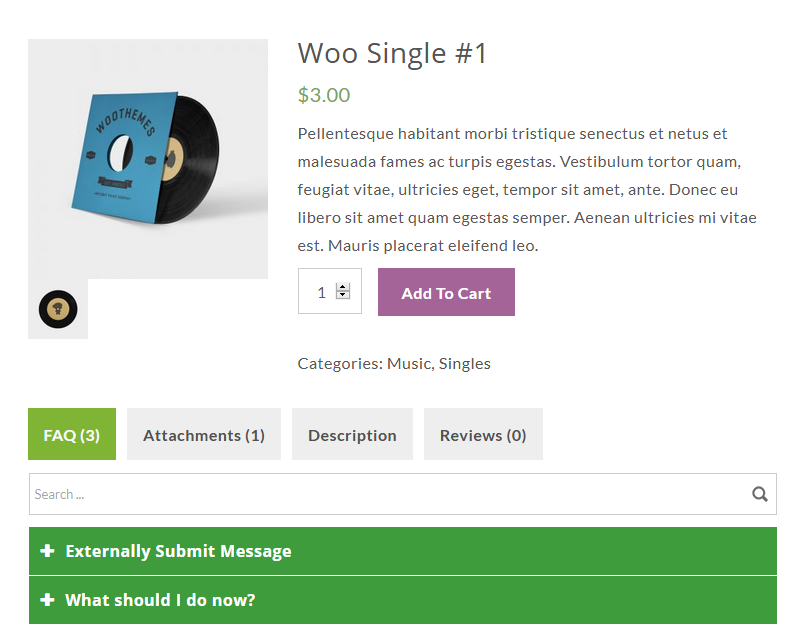 Woo Single #1
$3.00
Pellentesque habitant morbi tristique senectus et netus et
malesuada fames ac turpis egestas. Vestibulum tortor quam,
feugiat vitae, ultricies eget, tempor sit amet, ante. Donec eu
libero sit amet quam egestas semper. Aenean ultricies mi vitae
est. Mauris placerat eleifend leo.
WOOTHEMES
1
Add To Cart
Categories: Music, Singles
FAQ (3)
Attachments (1)
Description
Reviews (0)
Search ...
Externally Submit Message
What should I do now?